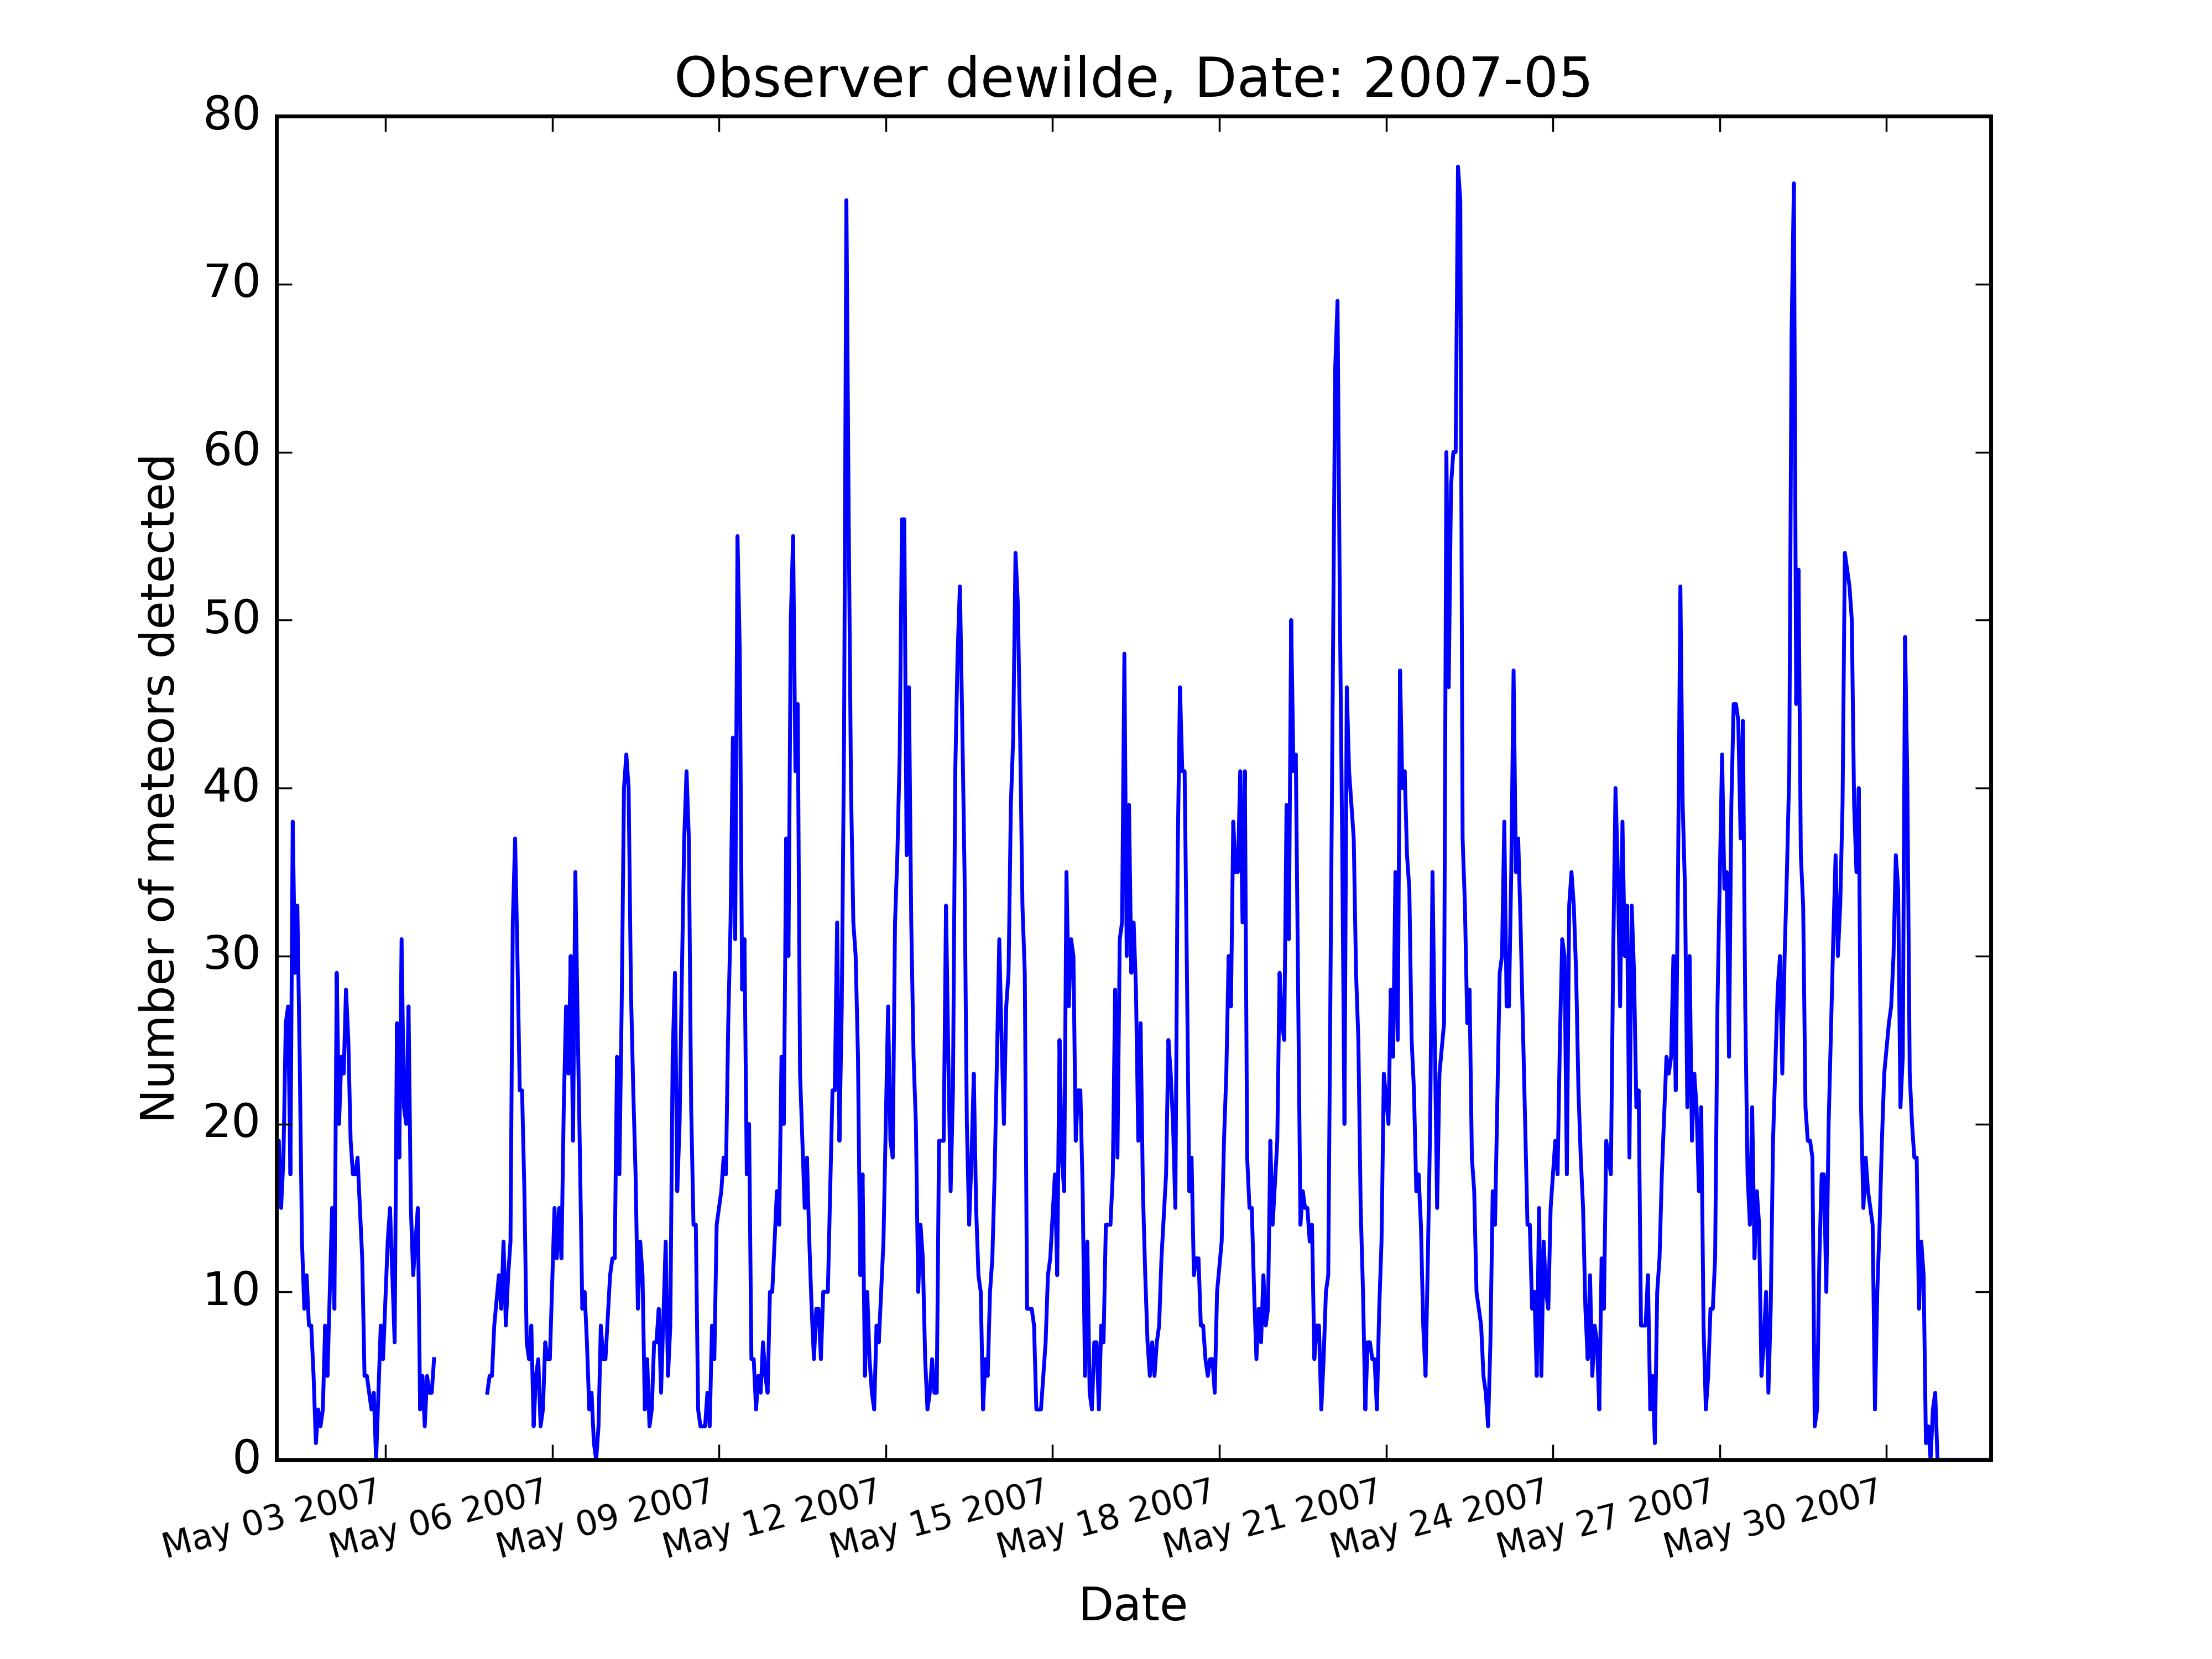 Observer dewilde, Date: 2007-05
Number of meteors detected
80
70
60
50
40
30
20
10
0
May 03 2007
May 06 2007
May 09 2007
May 12 2007
May 15 2007
May 18 2007
May 21 2007
May 24 2007
May 27 2007
May 30 2007
Date